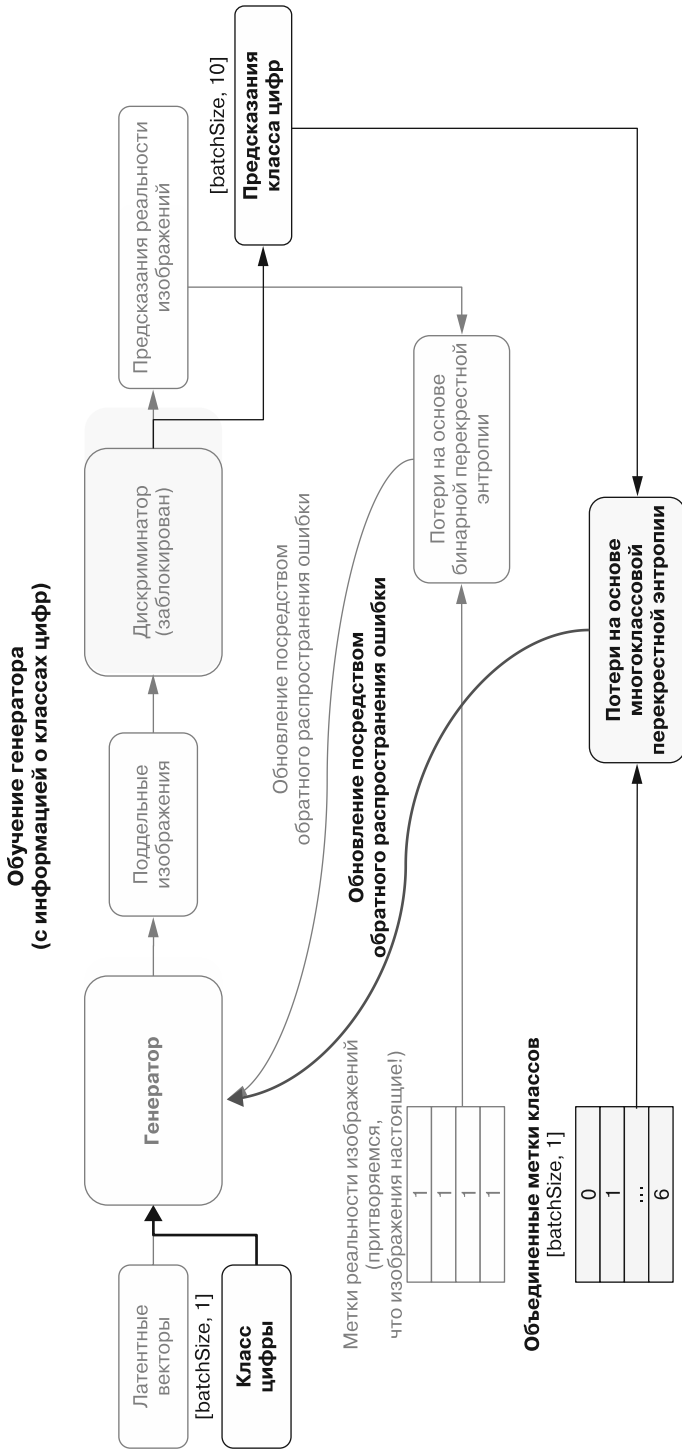 Обучение генератора
(с информацией о классах цифр)
Латентные
векторы
[batchSize, 1]
Класс
цифры
Генератор
Поддельные
изображения
Дискриминатор
(заблокирован)
Предсказания реальности
изображений
[batchSize, 10]
Предсказания
класса цифр
Обновление посредством
обратного распространения ошибки
Обновление посредством
обратного распространения ошибки
Потери на основе
бинарной перекрестной
энтропии
Метки реальности изображений
(притворяемся,
что изображения настоящие!)
1
1
1
1
Объединенные метки классов
[batchSize, 1]
0
1
...
6
Потери на основе
многоклассовой
перекрестной энтропии